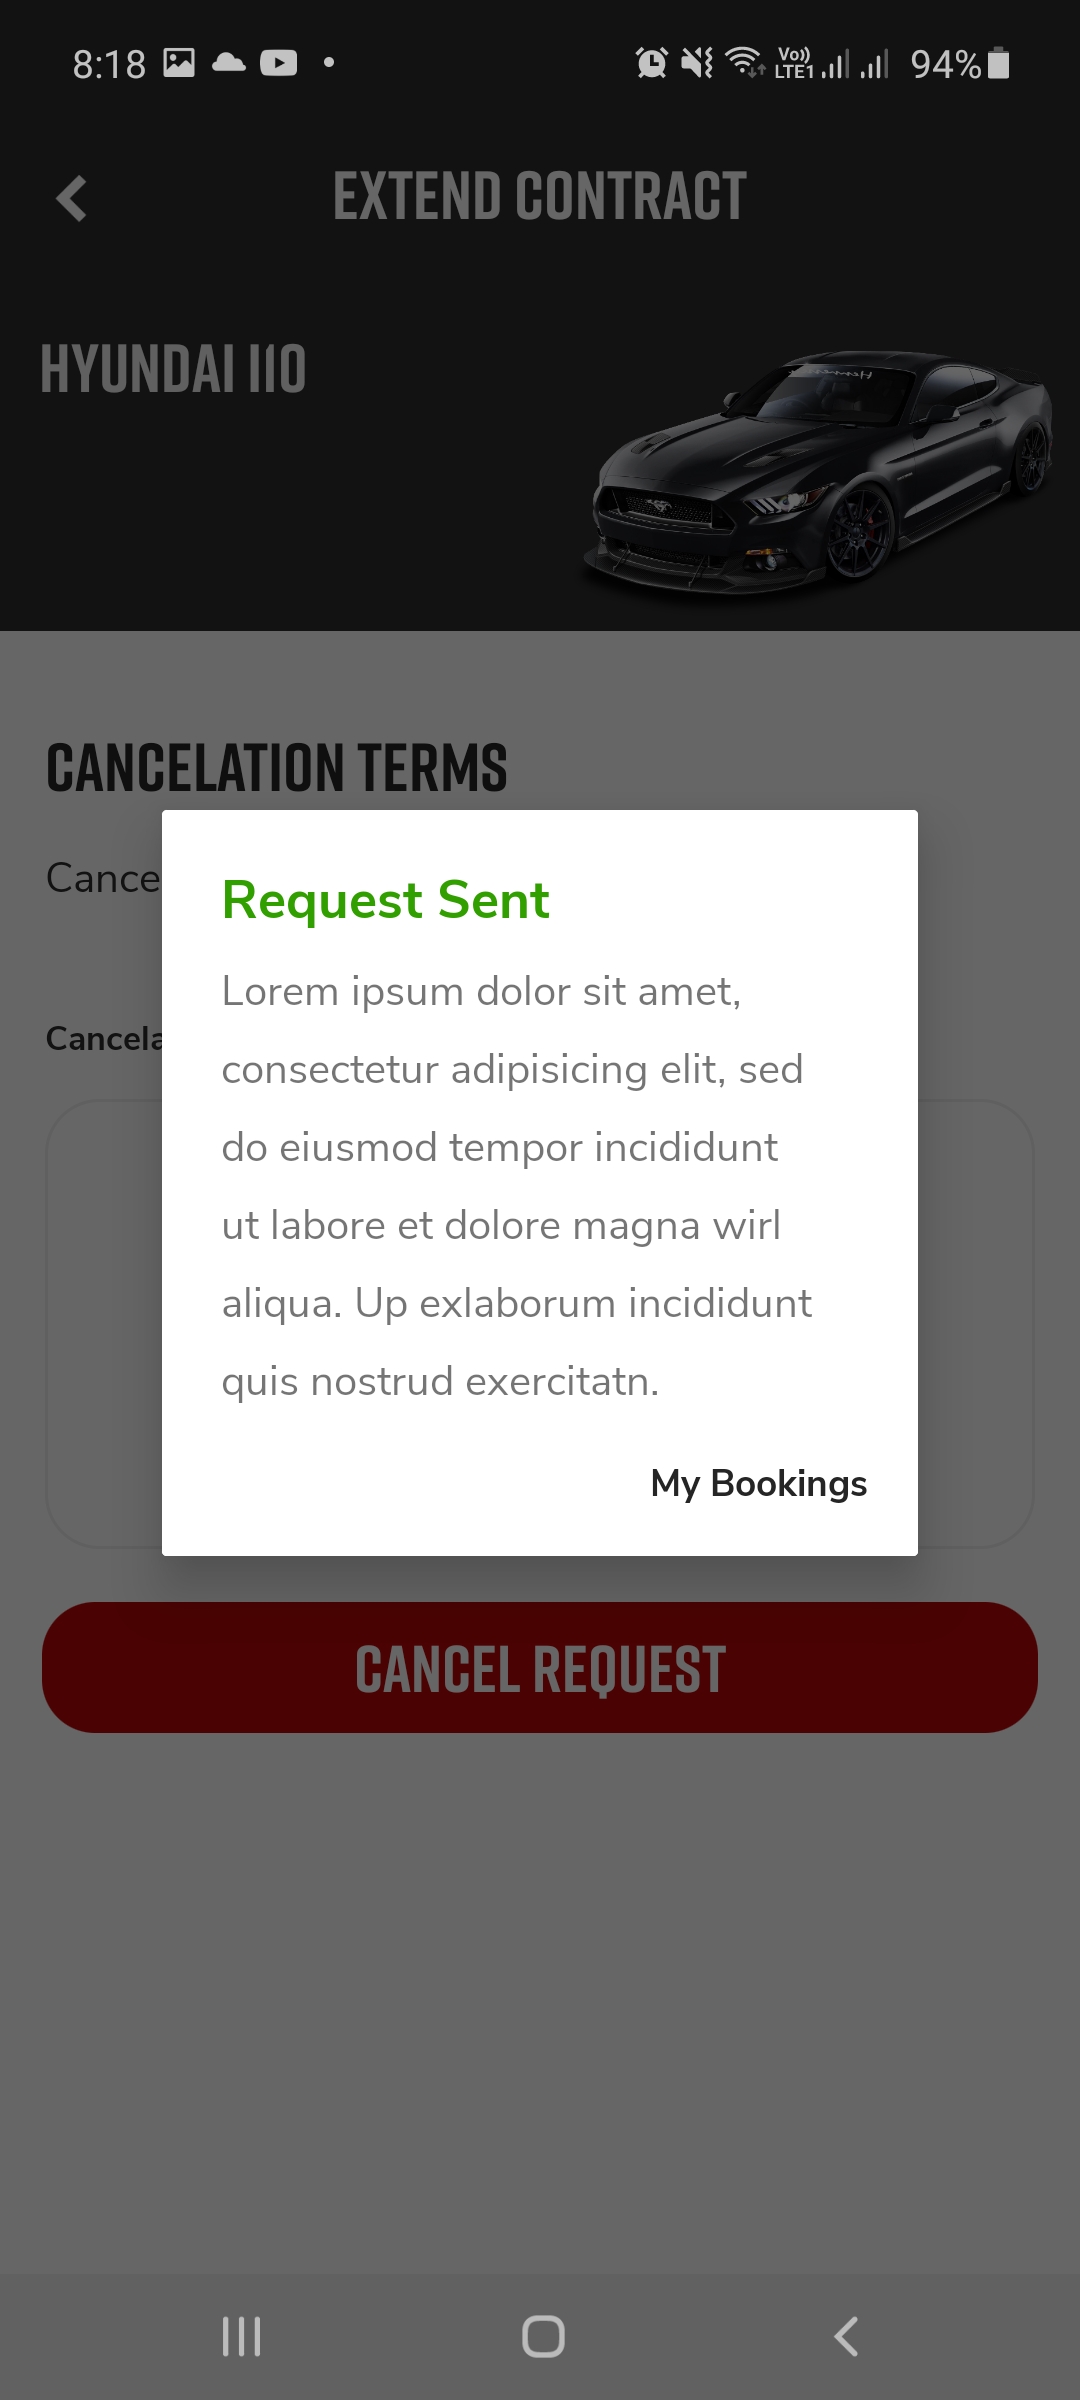 8:18
Vo))
LTE1
94%
EXTEND CONTRACT
HYUNDAI I10
CANCELATION TERMS
Cance
Request Sent
Lorem ipsum dolor sit amet,
consectetur adipisicing elit, sed
do eiusmod tempor incididunt
ut labore et dolore magna wirl
aliqua. Up exlaborum incididunt
quis nostrud exercitatn.
Cancela
My Bookings
CANCEL REQUEST